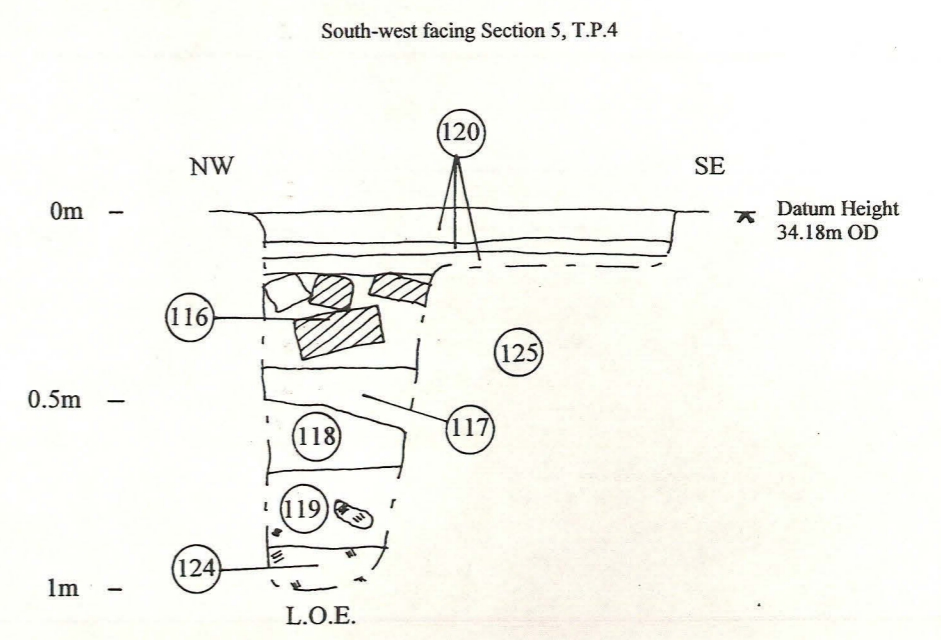 South-west facing Section 5, T.P.4
120
NW
SE
0m
Datum Height
34.18m OD
116
125
0.5m
117
118
119
124
1m
L.O.E.